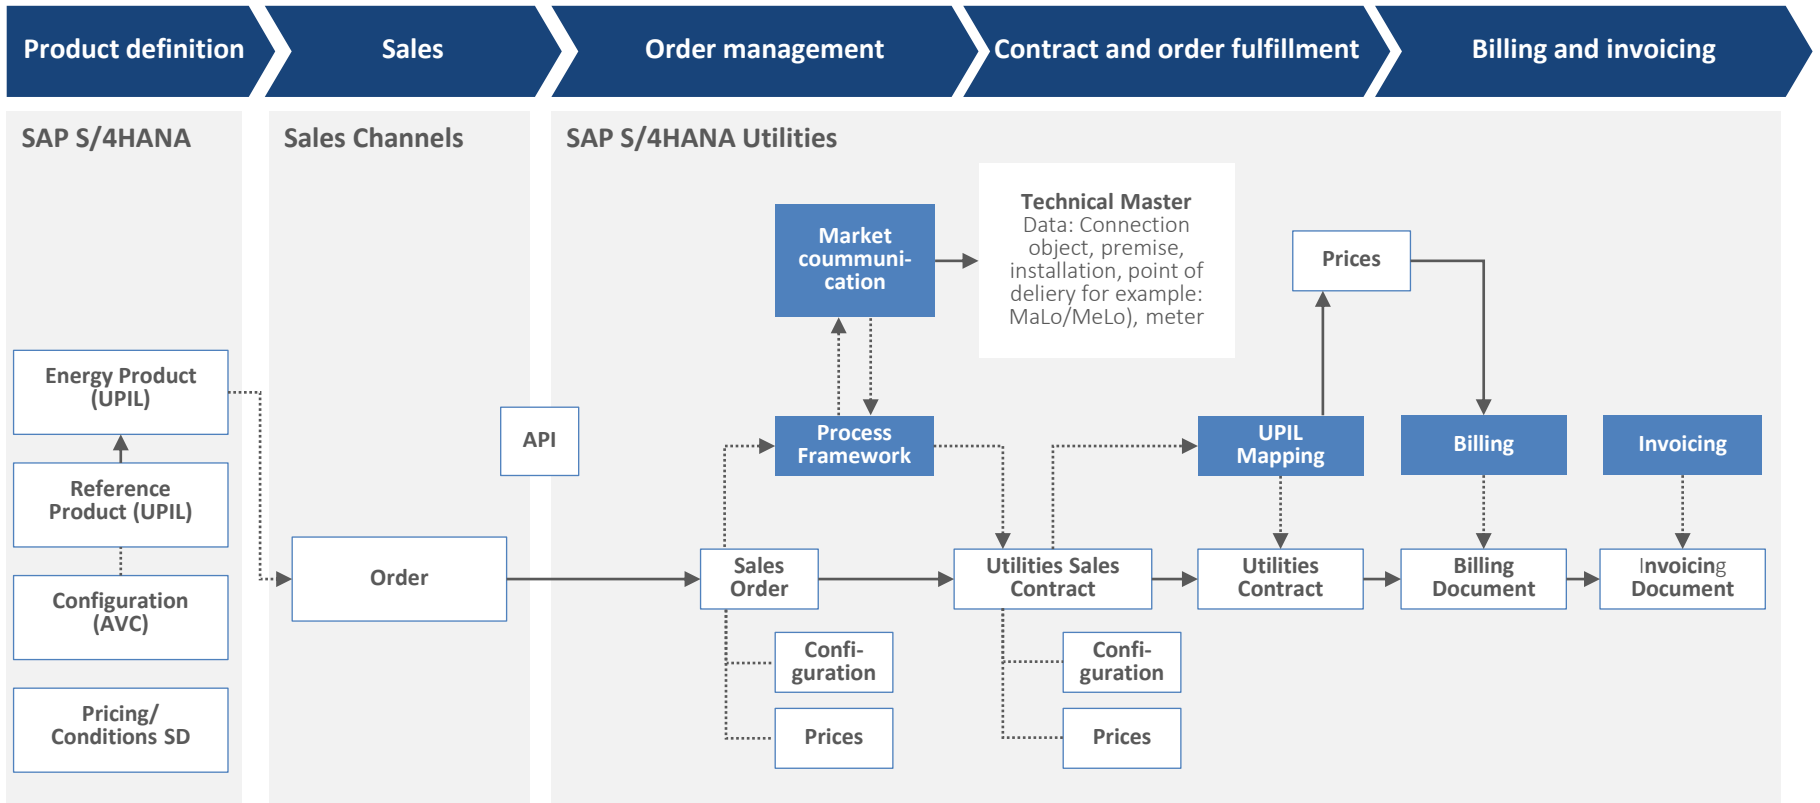 Product definition
Sales
Order management
Contract and order fulfillment
Billing and invoicing
SAP S/4HANA
Sales Channels
SAP S/4HANA Utilities
Energy Product
(UPIL)
Reference
Product (UPIL)
Configuration
(AVC)
Pricing/
Conditions SD
Order
API
Market
coummuni-
cation
Technical Master
Data: Connection
object, premise,
installation, point of
deliery for example:
MaLo/MeLo), meter
Prices
Process
Framework
UPIL
Mapping
Billing
Invoicing
Sales
Order
Utilities Sales
Contract
Utilities
Contract
Billing
Document
Invoicing
Document
Confi-
guration
Prices
Confi-
guration
Prices